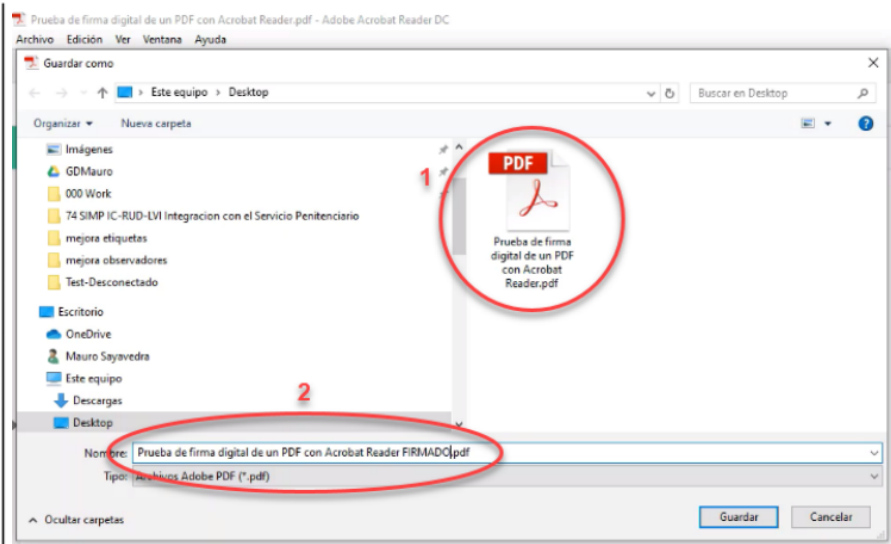 Prueba de firma digital de un PDF con Acrobat Reader.pdf - Adobe Acrobat Reader DC
Archivo Edición Ver Ventana Ayuda
Guardar como
Este equipo > Desktop
Buscar en Desktop
Organizar
Nueva carpeta
Imágenes
GDMauro
000 Work
74 SIMP IC-RUD-LVI Integracion con el Servicio Penitenciario
mejora etiquetas
mejora observadores
Test-Desconectado
Escritorio
OneDrive
Mauro Sayavedra
Este equipo
Descargas
Desktop
1
PDF
Prueba de firma
digital de un PDF
con Acrobat
Reader.pdf
2
Nombre: Prueba de firma digital de un PDF con Acrobat Reader FIRMADO.pdf
Tipo: Archivos Adobe PDF (*.pdf)
Ocultar carpetas
Guardar
Cancelar